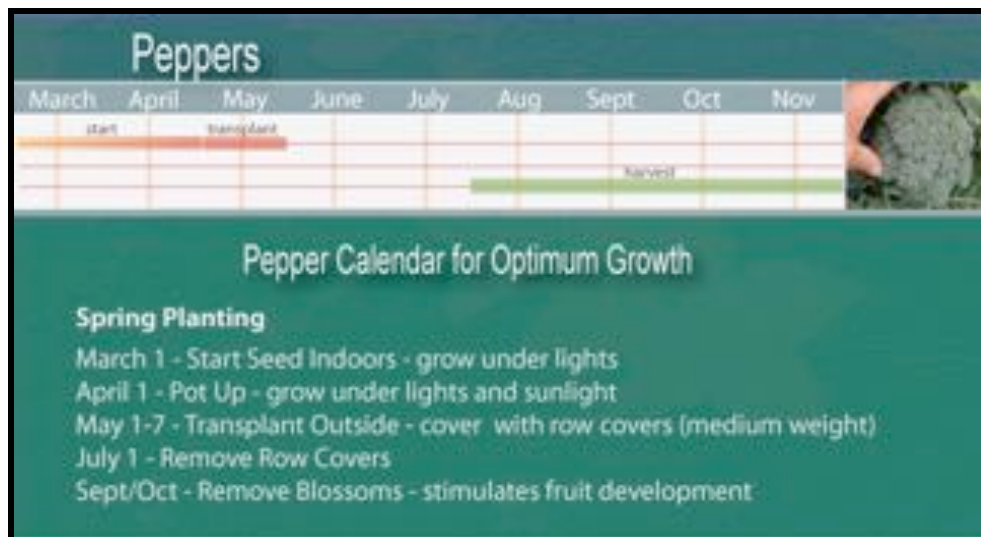 Peppers
March April May June July Aug Sept Oct Nov
start transplant
harvest
Pepper Calendar for Optimum Growth
Spring Planting
March 1 - Start Seed Indoors - grow under lights
April 1 - Pot Up - grow under lights and sunlight
May 1-7 - Transplant Outside - cover with row covers (medium weight)
July 1 - Remove Row Covers
Sept/Oct - Remove Blossoms - stimulates fruit development